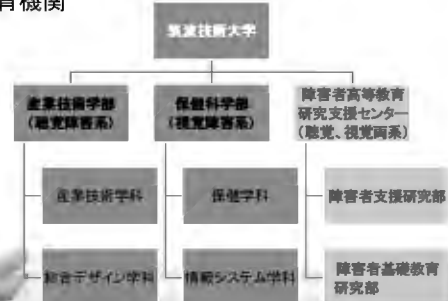 育機関
筑波技術大学
産業技術学部
(聴覚障害系)
保健科学部
(視覚障害系)
障害者高等教育
研究支援センター
(聴覚、視覚両系)
産業技術学科
保健学科
障害者支援研究部
総合デザイン学科
情報システム学科
障害者基礎教育
研究部